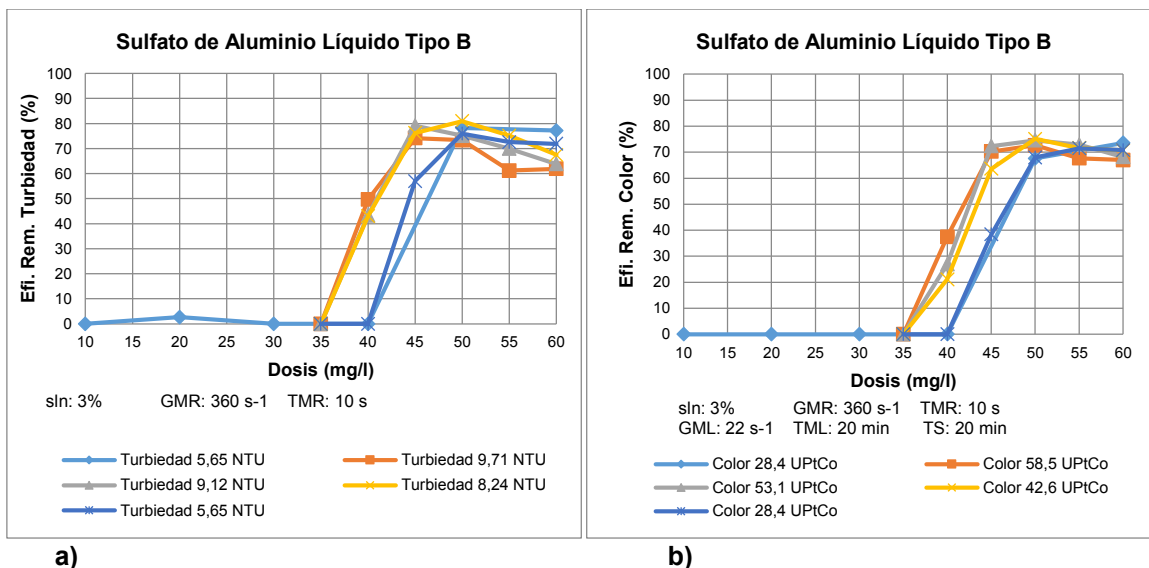 Sulfato de Aluminio Líquido Tipo B
Efi. Rem. Turbiedad (%)
100
90
80
70
60
50
40
30
20
10
0
10 20 25 30 35 40 45 50 55 60
Dosis (mg/l)
sln: 3% GMR: 360 s-1 TMR: 10 s
Turbiedad 5,65 NTU Turbiedad 9,71 NTU
Turbiedad 9,12 NTU Turbiedad 8,24 NTU
Turbiedad 5,65 NTU
a)
Sulfato de Aluminio Líquido Tipo B
Efi. Rem. Color (%)
100
90
80
70
60
50
40
30
20
10
0
10 20 25 30 35 40 45 50 55 60
Dosis (mg/l)
sln: 3% GMR: 360 s-1 TMR: 10 s
GML: 22 s-1 TML: 20 min TS: 20 min
Color 28,4 UPtCo Color 58,5 UPtCo
Color 53,1 UPtCo Color 42,6 UPtCo
Color 28,4 UPtCo
b)